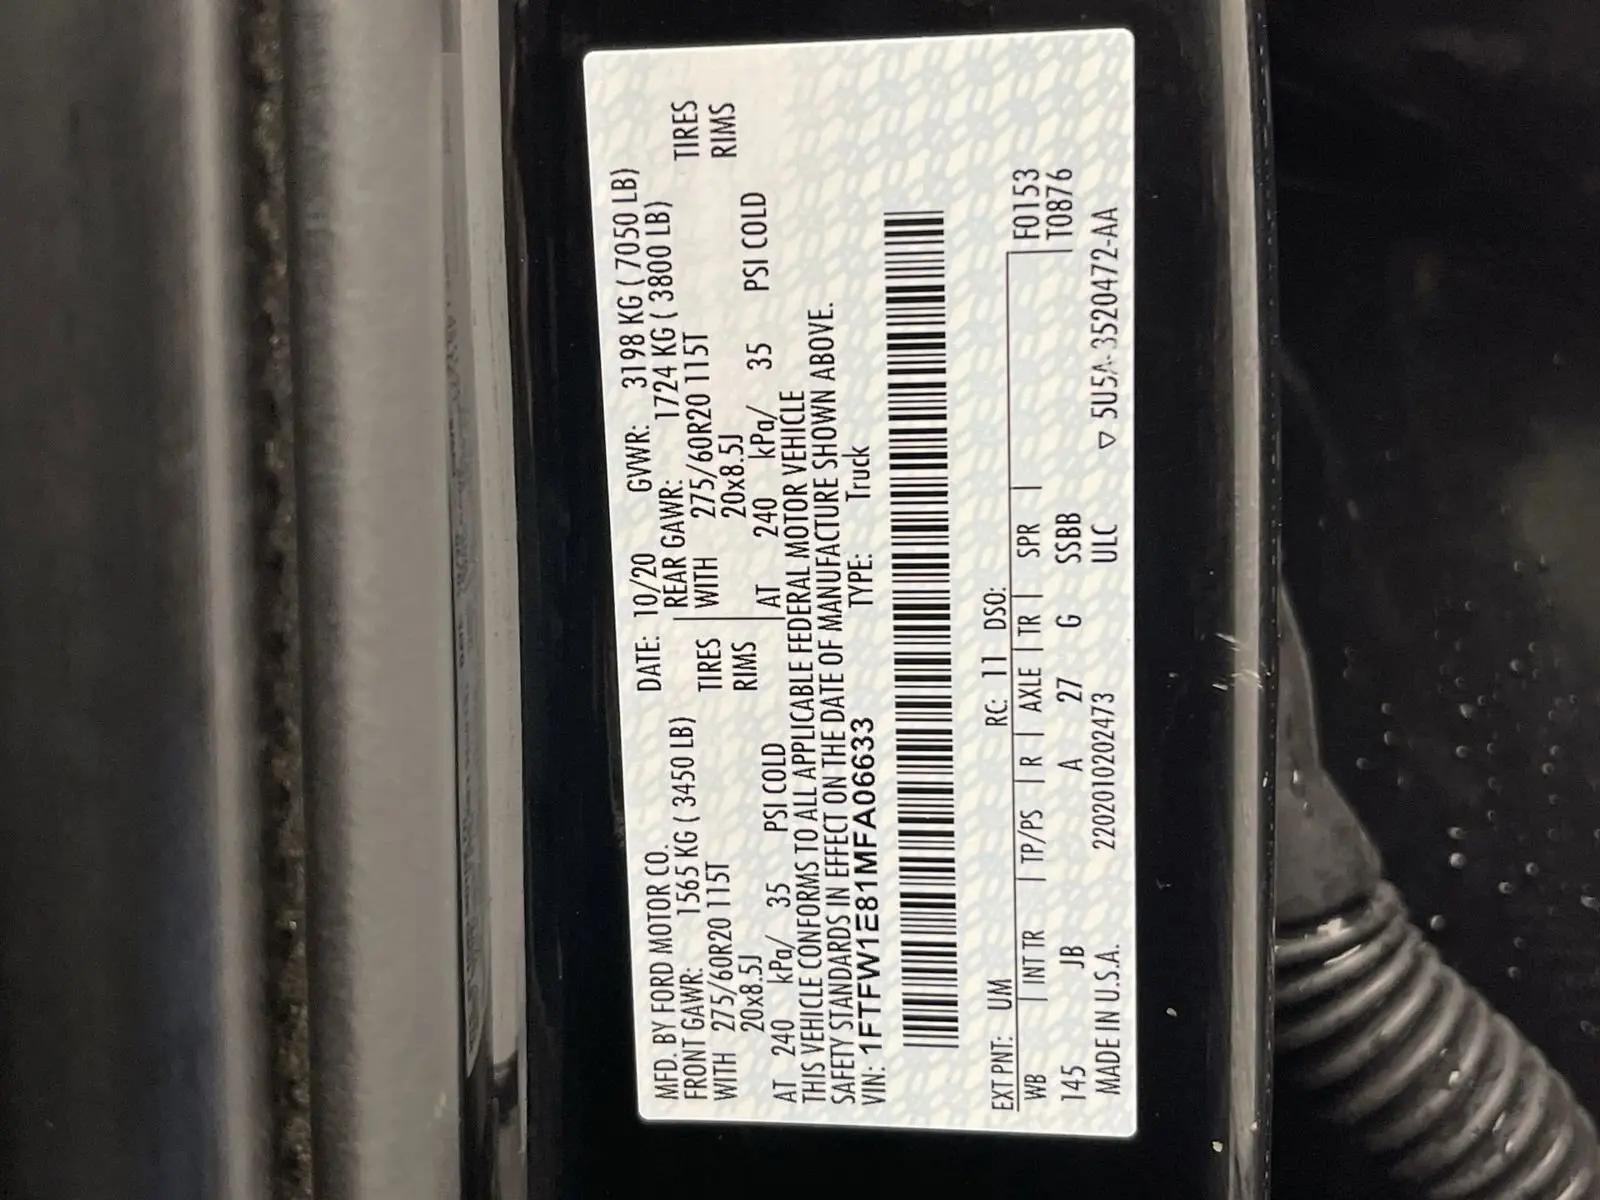 MFD. BY FORD MOTOR CO. DATE: 10/20 GVWR: 3198 KG ( 7050 LB)
FRONT GAWR: 1565 KG ( 3450 LB) REAR GAWR: 1724 KG ( 3800 LB)
WITH 275/60R20 115T TIRES WITH 275/60R20 115T TIRES
20x8.5J RIMS 20x8.5J RIMS
AT 240 kPa/ 35 PSI COLD AT 240 kPa/ 35 PSI COLD
THIS VEHICLE CONFORMS TO ALL APPLICABLE FEDERAL MOTOR VEHICLE
SAFETY STANDARDS IN EFFECT ON THE DATE OF MANUFACTURE SHOWN ABOVE.
VIN: 1FTFW1E81MFA06633 TYPE: Truck
EXT PNT: UM RC: 11 DSO:
WB INT TR TP/PS R AXLE TR SPR F0153
T0876
145 JB A 27 G SSBB
2202010202473 ULC
MADE IN U.S.A. ▽ 5U5A-3520472-AA